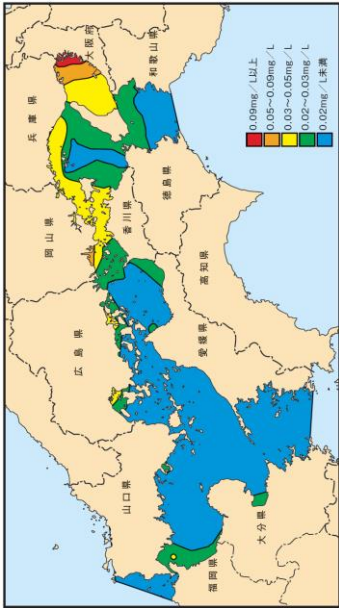 兵庫県
大阪府
和歌山県
岡山県
香川県
徳島県
広島県
愛媛県
高知県
山口県
福岡県
大分県
0.09mg/L以上
0.05~0.09mg/L
0.03~0.05mg/L
0.02~0.03mg/L
0.02mg/L未満